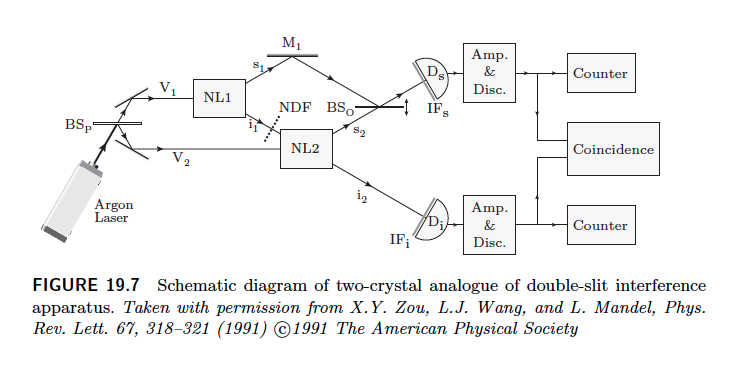 M1
Amp.
&
Disc.
Counter
s1
Ds
V1
NL1
NDF
BSO
IFs
BSP
i1
s2
NL2
Coincidence
V2
Argon
Laser
i2
Amp.
&
Disc.
Counter
Di
IFi
FIGURE 19.7 Schematic diagram of two-crystal analogue of double-slit interference
apparatus. Taken with permission from X.Y. Zou, L.J. Wang, and L. Mandel, Phys.
Rev. Lett. 67, 318–321 (1991) ©1991 The American Physical Society